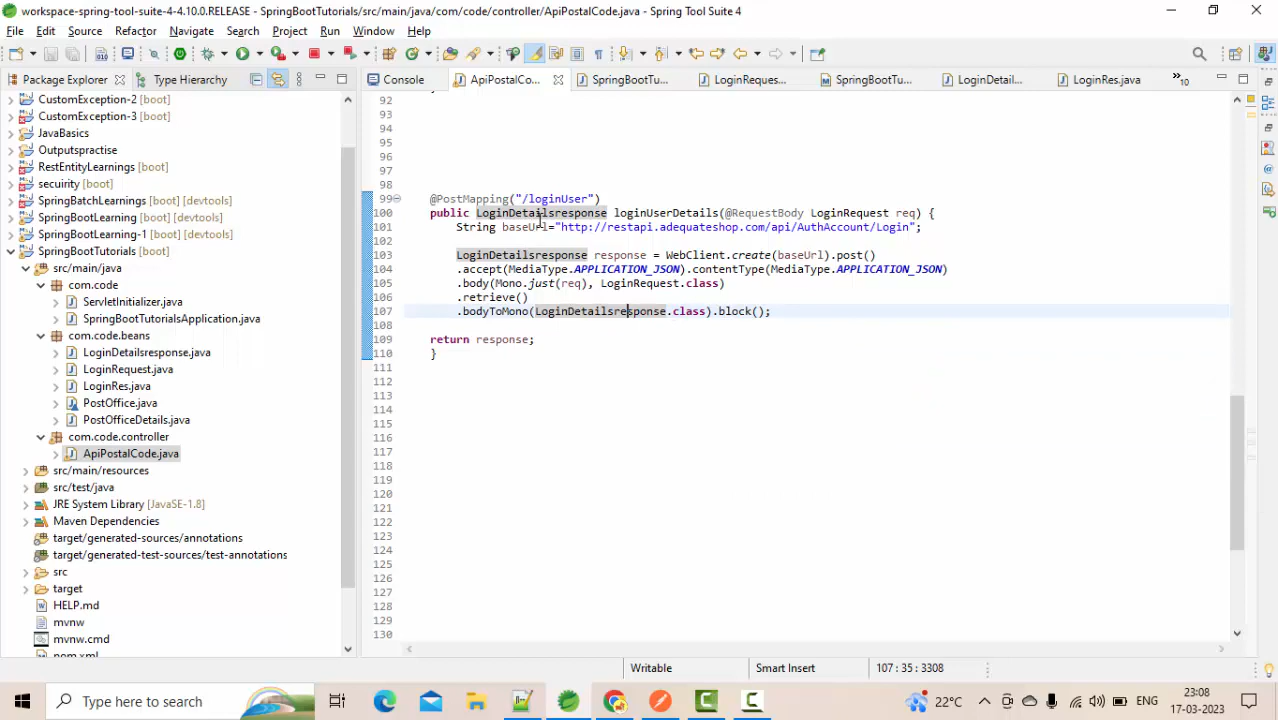 workspace-spring-tool-suite-4-4.10.0.RELEASE - SpringBootTutorials/src/main/java/com/code/controller/ApiPostalCode.java - Spring Tool Suite 4
File Edit Source Refactor Navigate Search Project Run Window Help
Package Explorer Type Hierarchy
Console ApiPostalCo... SpringBootTu... LoginReques... SpringBootTu... LoginDetail... LoginRes.java 10
CustomException-2 [boot]
CustomException-3 [boot]
JavaBasics
Outputspractise
RestEntityLearnings [boot]
secuirity [boot]
SpringBatchLearnings [boot] [devtools]
SpringBootLearning [devtools]
SpringBootLearning-1 [boot] [devtools]
SpringBootTutorials [boot]
src/main/java
com.code
ServletInitializer.java
SpringBootTutorialsApplication.java
com.code.beans
LoginDetailsresponse.java
LoginRequest.java
LoginRes.java
PostOffice.java
PostOfficeDetails.java
com.code.controller
ApiPostalCode.java
src/main/resources
src/test/java
JRE System Library [JavaSE-1.8]
Maven Dependencies
target/generated-sources/annotations
target/generated-test-sources/test-annotations
src
target
HELP.md
mvnw
mvnw.cmd
pom.xml
92
93
94
95
96
97
98
99 @PostMapping("/loginUser")
100 public LoginDetailsresponse loginUserDetails(@RequestBody LoginRequest req) {
101 String baseUrl="http://restapi.adequateshop.com/api/AuthAccount/Login";
102
103 LoginDetailsresponse response = WebClient.create(baseUrl).post()
104 .accept(MediaType.APPLICATION_JSON).contentType(MediaType.APPLICATION_JSON)
105 .body(Mono.just(req), LoginRequest.class)
106 .retrieve()
107 .bodyToMono(LoginDetailsresponse.class).block();
108
109 return response;
110 }
111
112
113
114
115
116
117
118
119
120
121
122
123
124
125
126
127
128
129
130
Writable Smart Insert 107 : 35 : 3308
Type here to search
22°C ENG
23:08
17-03-2023